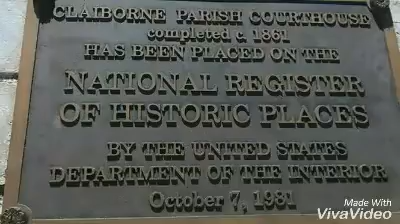 CLAIBORNE PARISH COURTHOUSE
completed c. 1861
HAS BEEN PLACED ON THE
NATIONAL REGISTER
OF HISTORIC PLACES
BY THE UNITED STATES
DEPARTMENT OF THE INTERIOR
October 7, 1981
Made With
VivaVideo